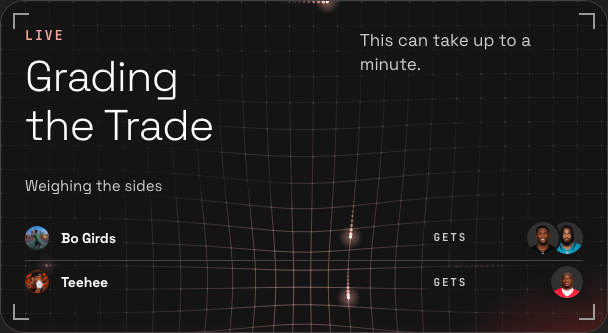 LIVE
Grading
the Trade
This can take up to a
minute.
Weighing the sides
Bo Girds
GETS
Teehee
GETS